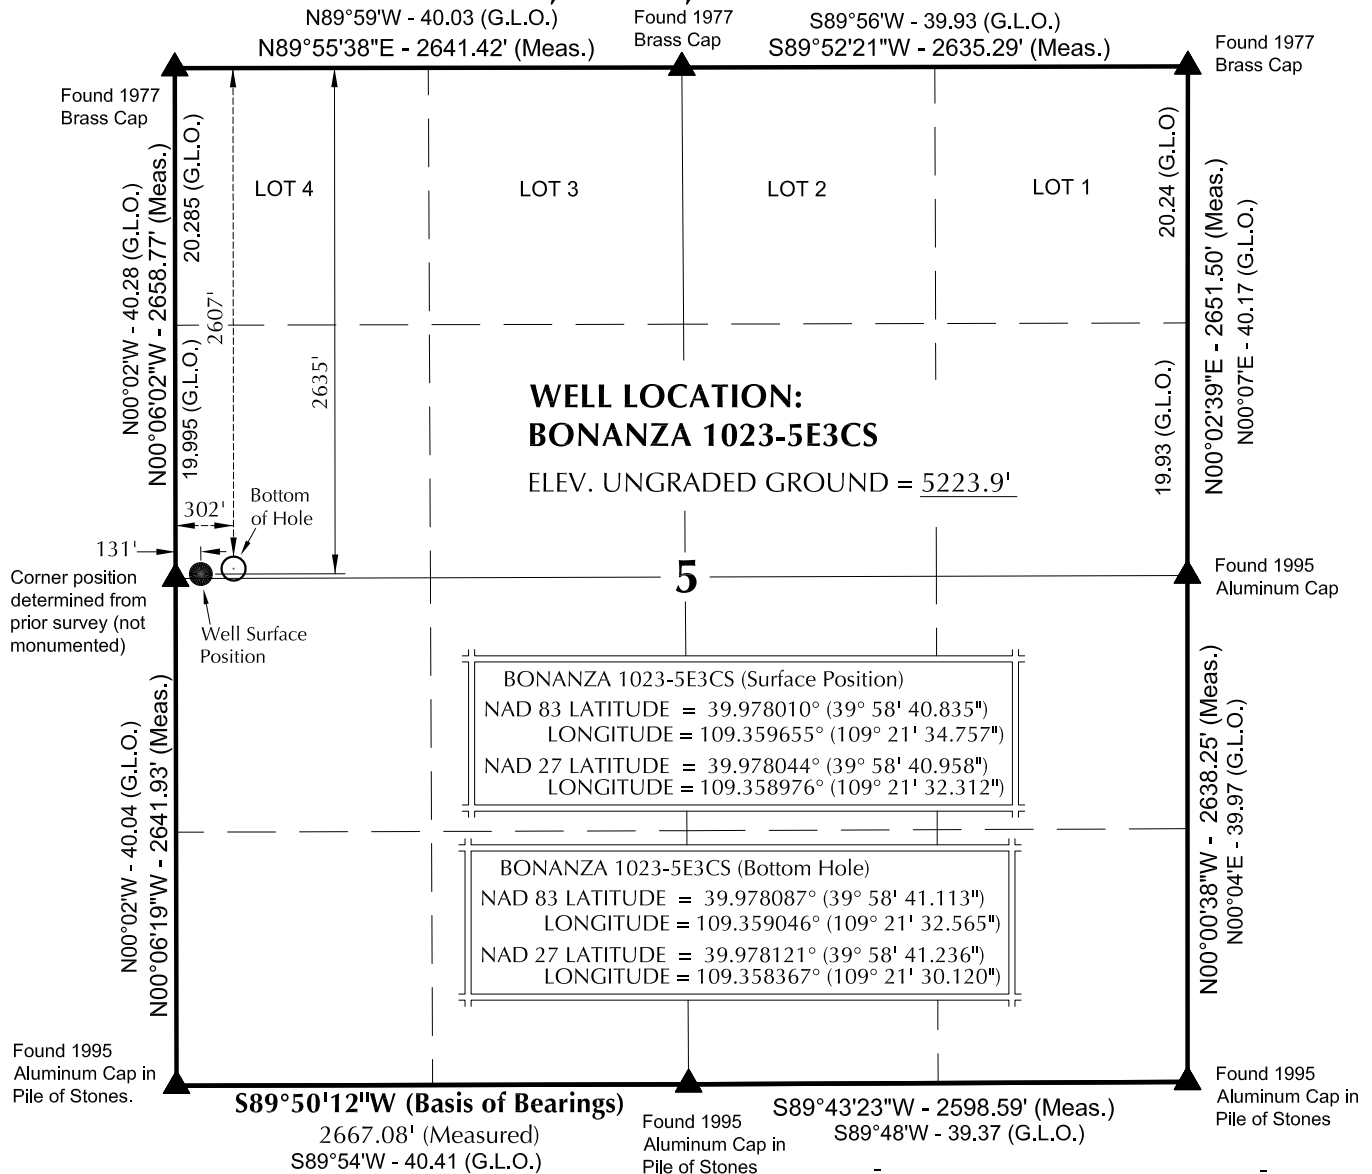 N89°59'W - 40.03 (G.L.O.)
N89°55'38"E - 2641.42' (Meas.)
Found 1977
Brass Cap
S89°56'W - 39.93 (G.L.O.)
S89°52'21"W - 2635.29' (Meas.)
Found 1977
Brass Cap
Found 1977
Brass Cap
N00°02'W - 40.28 (G.L.O.)
N00°06'02"W - 2658.77' (Meas.)
20.285 (G.L.O.)
19.995 (G.L.O.)
2607'
2635'
LOT 4
LOT 3
LOT 2
LOT 1
20.24 (G.L.O)
19.93 (G.L.O.)
N00°02'39"E - 2651.50' (Meas.)
N00°07'E - 40.17 (G.L.O.)
WELL LOCATION:
BONANZA 1023-5E3CS
ELEV. UNGRADED GROUND = 5223.9'
302'
Bottom
of Hole
131'
Corner position
determined from
prior survey (not
monumented)
Well Surface
Position
5
Found 1995
Aluminum Cap
BONANZA 1023-5E3CS (Surface Position)
NAD 83 LATITUDE = 39.978010° (39° 58' 40.835")
LONGITUDE = 109.359655° (109° 21' 34.757")
NAD 27 LATITUDE = 39.978044° (39° 58' 40.958")
LONGITUDE = 109.358976° (109° 21' 32.312")
BONANZA 1023-5E3CS (Bottom Hole)
NAD 83 LATITUDE = 39.978087° (39° 58' 41.113")
LONGITUDE = 109.359046° (109° 21' 32.565")
NAD 27 LATITUDE = 39.978121° (39° 58' 41.236")
LONGITUDE = 109.358367° (109° 21' 30.120")
N00°02'W - 40.04 (G.L.O.)
N00°06'19"W - 2641.93' (Meas.)
N00°00'38"W - 2638.25' (Meas.)
N00°04'E - 39.97 (G.L.O.)
Found 1995
Aluminum Cap in
Pile of Stones.
S89°50'12"W (Basis of Bearings)
2667.08' (Measured)
S89°54'W - 40.41 (G.L.O.)
Found 1995
Aluminum Cap in
Pile of Stones
S89°43'23"W - 2598.59' (Meas.)
S89°48'W - 39.37 (G.L.O.)
Found 1995
Aluminum Cap in
Pile of Stones